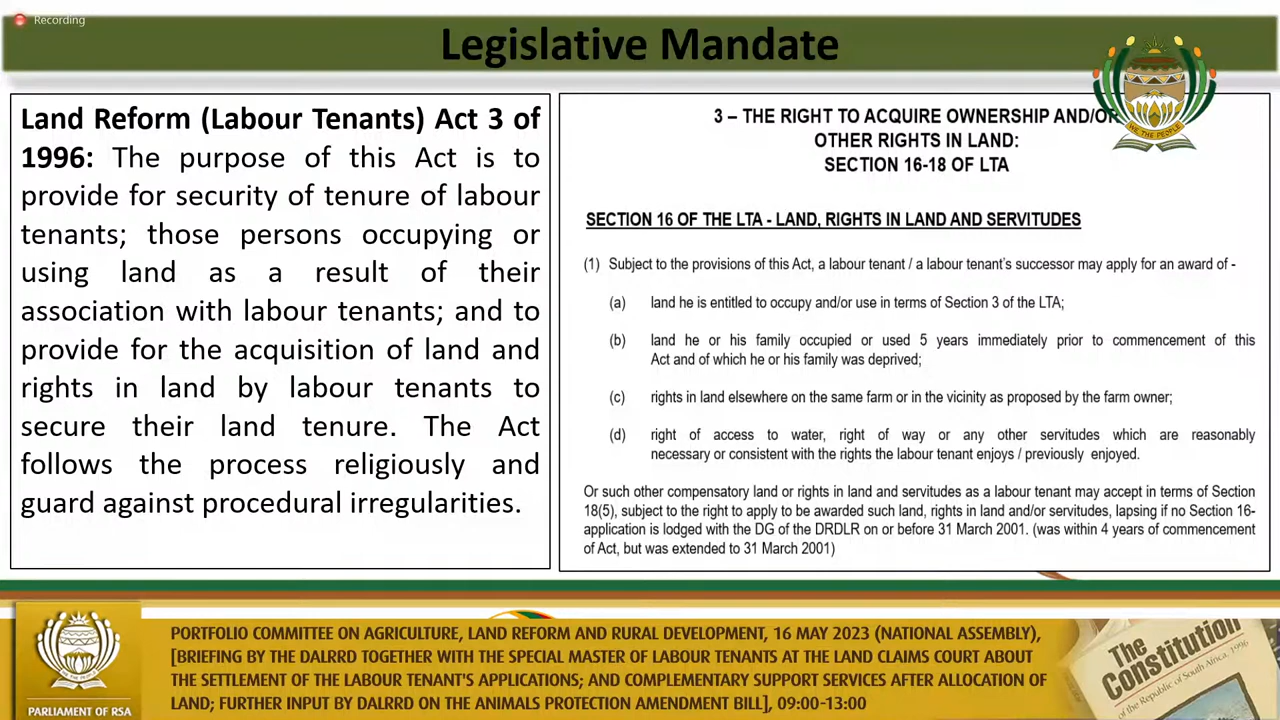 Recording
Legislative Mandate
Land Reform (Labour Tenants) Act 3 of
1996: The purpose of this Act is to
provide for security of tenure of labour
tenants; those persons occupying or
using land as a result of their
association with labour tenants; and to
provide for the acquisition of land and
rights in land by labour tenants to
secure their land tenure. The Act
follows the process religiously and
guard against procedural irregularities.
3 – THE RIGHT TO ACQUIRE OWNERSHIP AND/OR
OTHER RIGHTS IN LAND:
SECTION 16-18 OF LTA
SECTION 16 OF THE LTA - LAND, RIGHTS IN LAND AND SERVITUDES
(1) Subject to the provisions of this Act, a labour tenant / a labour tenant's successor may apply for an award of -
(a) land he is entitled to occupy and/or use in terms of Section 3 of the LTA;
(b) land he or his family occupied or used 5 years immediately prior to commencement of this
Act and of which he or his family was deprived;
(c) rights in land elsewhere on the same farm or in the vicinity as proposed by the farm owner;
(d) right of access to water, right of way or any other servitudes which are reasonably
necessary or consistent with the rights the labour tenant enjoys / previously enjoyed.
Or such other compensatory land or rights in land and servitudes as a labour tenant may accept in terms of Section
18(5), subject to the right to apply to be awarded such land, rights in land and/or servitudes, lapsing if no Section 16-
application is lodged with the DG of the DRDLR on or before 31 March 2001. (was within 4 years of commencement
of Act, but was extended to 31 March 2001)
WE THE PEOPLE
PORTFOLIO COMMITTEE ON AGRICULTURE, LAND REFORM AND RURAL DEVELOPMENT, 16 MAY 2023 (NATIONAL ASSEMBLY),
[BRIEFING BY THE DALRRD TOGETHER WITH THE SPECIAL MASTER OF LABOUR TENANTS AT THE LAND CLAIMS COURT ABOUT
THE SETTLEMENT OF THE LABOUR TENANT'S APPLICATIONS; AND COMPLEMENTARY SUPPORT SERVICES AFTER ALLOCATION OF
LAND; FURTHER INPUT BY DALRRD ON THE ANIMALS PROTECTION AMENDMENT BILL], 09:00-13:00
WE THE PEOPLE
PARLIAMENT OF RSA
The
Constitution
of the Republic of South Africa, 1996